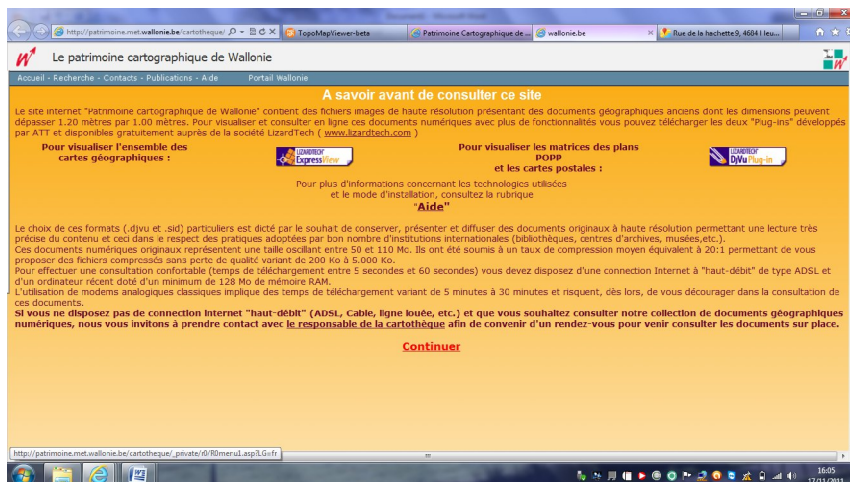 http://patrimoine.met.wallonie.be/cartotheque/
TopoMapViewer-beta
Patrimoine Cartographique de ...
wallonie.be
Rue de la hachette 9, 4684 Heu...
Le patrimoine cartographique de Wallonie
Accueil - Recherche - Contacts - Publications - Aide
Portail Wallonie
A savoir avant de consulter ce site
Le site internet "Patrimoine cartographique de Wallonie" contient des fichiers images de haute résolution présentant des documents géographiques anciens dont les dimensions peuvent
dépasser 1.20 mètres par 1.00 mètres. Pour visualiser et consulter en ligne ces documents numériques avec plus de fonctionnalités vous pouvez télécharger les deux "Plug-ins" développés
par ATT et disponibles gratuitement auprès de la société LizardTech ( www.lizardtech.com )
Pour visualiser l'ensemble des
cartes géographiques :
LIZARDTECH
ExpressView
Pour visualiser les matrices des plans
POPP
et les cartes postales :
LIZARDTECH
DjVu Plug-in
Pour plus d'informations concernant les technologies utilisées
et le mode d'installation, consultez la rubrique
"Aide"
Le choix de ces formats (.djvu et .sid) particuliers est dicté par le souhait de conserver, présenter et diffuser des documents originaux à haute résolution permettant une lecture très
précise du contenu et ceci dans le respect des pratiques adoptées par bon nombre d'institutions internationales (bibliothèques, centres d'archives, musées,etc.).
Ces documents numériques originaux représentent une taille oscillant entre 50 et 110 Mc. Ils ont été soumis à un taux de compression moyen équivalent à 20:1 permettant de vous
proposer des fichiers compressés sans perte de qualité variant de 200 Ko à 5.000 Ko.
Pour effectuer une consultation confortable (temps de téléchargement entre 5 secondes et 60 secondes) vous devez disposez d'une connection Internet à "haut-débit" de type ADSL et
d'un ordinateur récent doté d'un minimum de 128 Mo de mémoire RAM.
L'utilisation de modems analogiques classiques implique des temps de téléchargement variant de 5 minutes à 30 minutes et risquent, dès lors, de vous décourager dans la consultation de
ces documents.
Si vous ne disposez pas de connection Internet "haut-débit" (ADSL, Cable, ligne louée, etc.) et que vous souhaitez consulter notre collection de documents géographiques
numériques, nous vous invitons à prendre contact avec le responsable de la cartothèque afin de convenir d'un rendez-vous pour venir consulter les documents sur place.
Continuer
http://patrimoine.met.wallonie.be/cartotheque/_private/r0/R0menu1.asp?LG=fr
16:05
17/11/2011